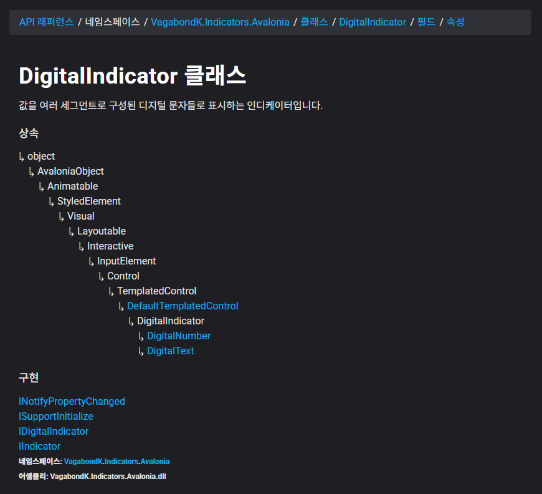 API 레퍼런스 / 네임스페이스 / VagabondK.Indicators.Avalonia / 클래스 / DigitalIndicator / 필드 / 속성
DigitalIndicator 클래스
값을 여러 세그먼트로 구성된 디지털 문자들로 표시하는 인디케이터입니다.
상속
↳ object
↳ AvaloniaObject
↳ Animatable
↳ StyledElement
↳ Visual
↳ Layoutable
↳ Interactive
↳ InputElement
↳ Control
↳ TemplatedControl
↳ DefaultTemplatedControl
↳ DigitalIndicator
↳ DigitalNumber
↳ DigitalText
구현
INotifyPropertyChanged
ISupportInitialize
IDigitalIndicator
IIndicator
네임스페이스: VagabondK.Indicators.Avalonia
어셈블리: VagabondK.Indicators.Avalonia.dll